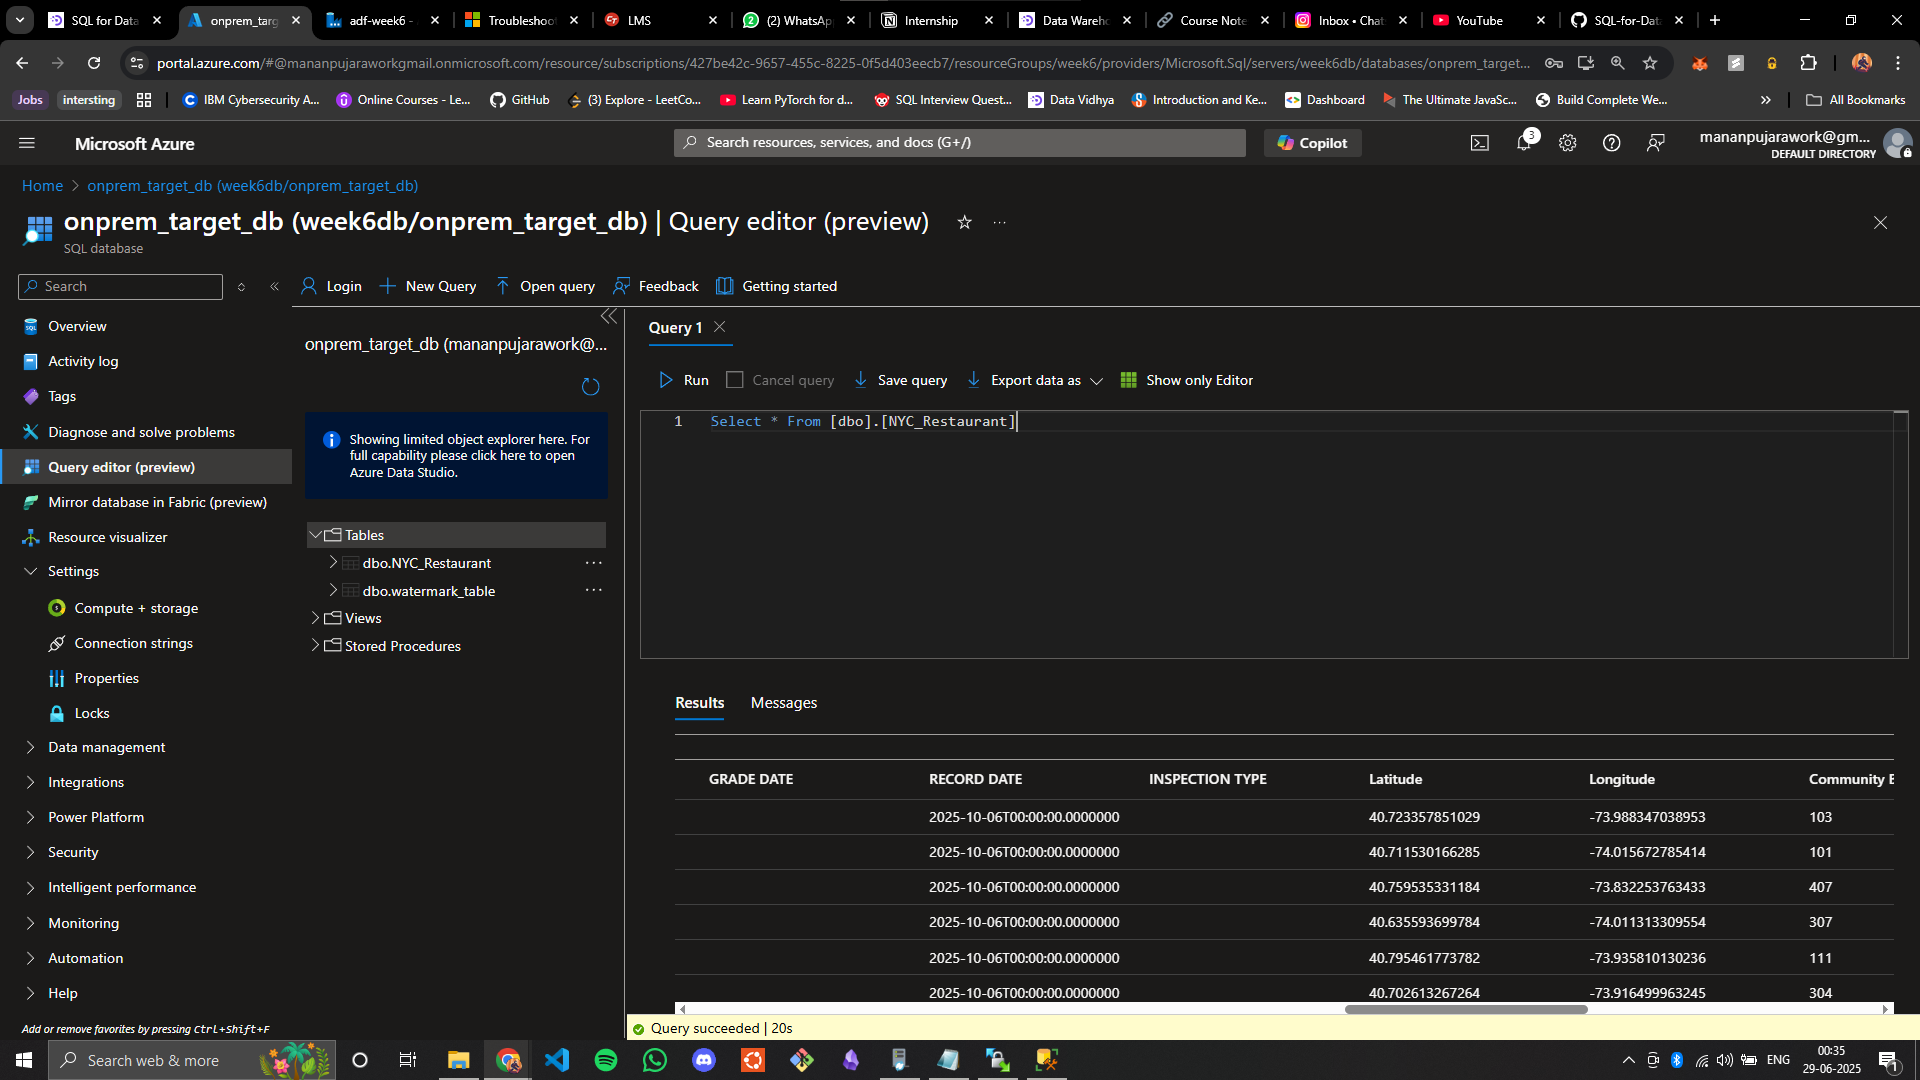 SQL for Data
onprem_targ
adf-week6 -
Troubleshoo
LMS
(2) WhatsApp
Internship
Data Wareho
Course Note
Inbox • Chat
YouTube
SQL-for-Data
portal.azure.com/#@mananpujaraworkgmail.onmicrosoft.com/resource/subscriptions/427be42c-9657-455c-8225-0f5d403eecb7/resourceGroups/week6/providers/Microsoft.Sql/servers/week6db/databases/onprem_target...
Jobs
intersting
IBM Cybersecurity A...
Online Courses - Le...
GitHub
(3) Explore - LeetCo...
Learn PyTorch for d...
SQL Interview Quest...
Data Vidhya
Introduction and Ke...
Dashboard
The Ultimate JavaSc...
Build Complete We...
All Bookmarks
Microsoft Azure
Search resources, services, and docs (G+/)
Copilot
3
mananpujarawork@gm...
DEFAULT DIRECTORY
Home
onprem_target_db (week6db/onprem_target_db)
onprem_target_db (week6db/onprem_target_db) | Query editor (preview)
SQL database
Search
Login
New Query
Open query
Feedback
Getting started
Overview
Activity log
Tags
Diagnose and solve problems
Query editor (preview)
Mirror database in Fabric (preview)
Resource visualizer
Settings
Compute + storage
Connection strings
Properties
Locks
Data management
Integrations
Power Platform
Security
Intelligent performance
Monitoring
Automation
Help
Add or remove favorites by pressing Ctrl+Shift+F
onprem_target_db (mananpujarawork@...
Showing limited object explorer here. For
full capability please click here to open
Azure Data Studio.
Tables
dbo.NYC_Restaurant
dbo.watermark_table
Views
Stored Procedures
Query 1
Run
Cancel query
Save query
Export data as
Show only Editor
1 Select * From [dbo].[NYC_Restaurant]
Results
Messages
GRADE DATE RECORD DATE INSPECTION TYPE Latitude Longitude Community B
2025-10-06T00:00:00.0000000 40.723357851029 -73.988347038953 103
2025-10-06T00:00:00.0000000 40.711530166285 -74.015672785414 101
2025-10-06T00:00:00.0000000 40.759535331184 -73.832253763433 407
2025-10-06T00:00:00.0000000 40.635593699784 -74.011313309554 307
2025-10-06T00:00:00.0000000 40.795461773782 -73.935810130236 111
2025-10-06T00:00:00.0000000 40.702613267264 -73.916499963245 304
Query succeeded | 20s
Search web & more
ENG
00:35
29-06-2025
1